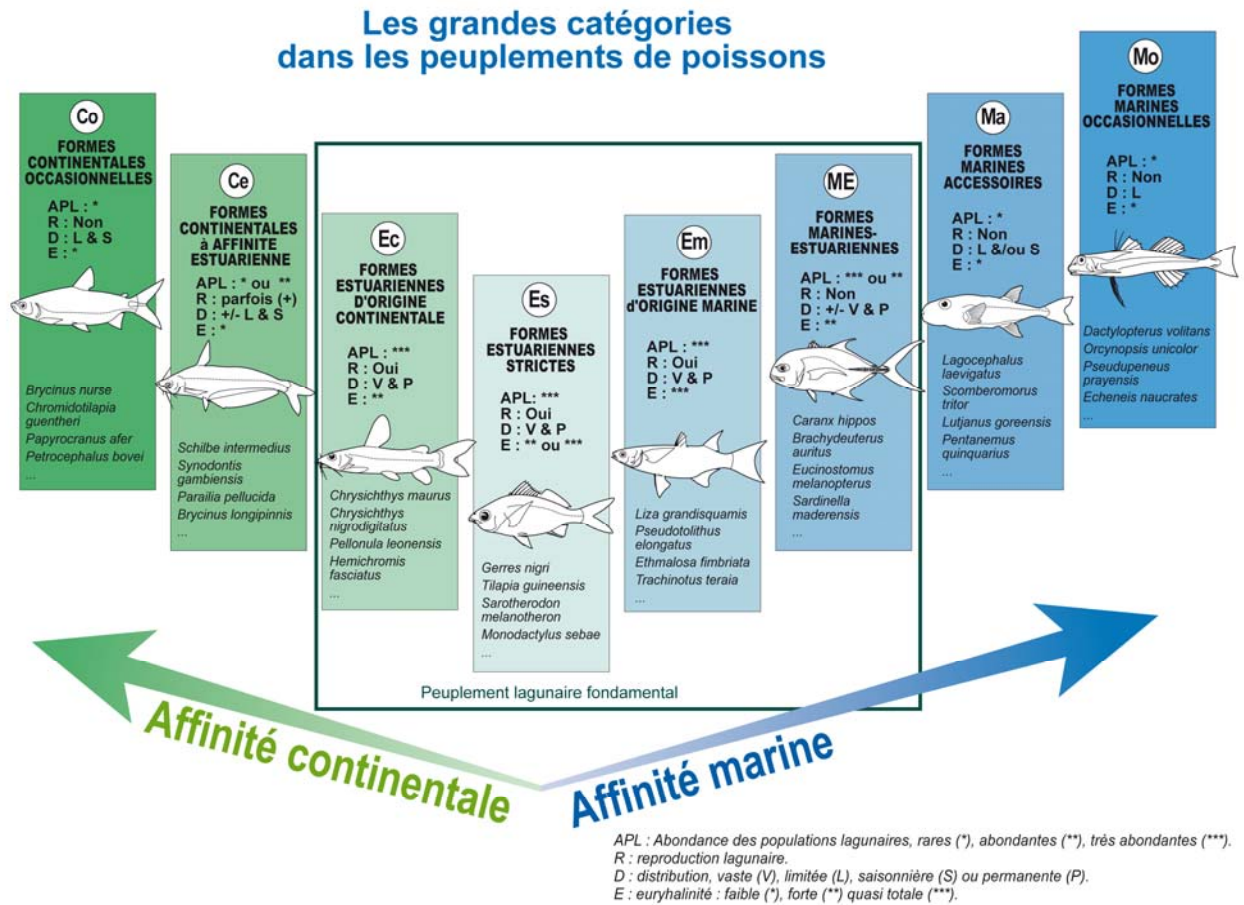 Les grandes catégories
dans les peuplements de poissons
Co
FORMES
CONTINENTALES
OCCASIONNELLES
APL : *
R : Non
D : L & S
E : *
Brycinus nurse
Chromidotilapia
guentheri
Papyrocranus afer
Petrocephalus bovei
...
Ce
FORMES
CONTINENTALES
à AFFINITE
ESTUARIENNE
APL : * ou **
R : parfois (+)
D : +/- L & S
E : *
Schilbe intermedius
Synodontis
gambiensis
Parailia pellucida
Brycinus longipinnis
...
Ec
FORMES
ESTUARIENNES
D'ORIGINE
CONTINENTALE
APL : ***
R : Oui
D : V & P
E : **
Chrysichthys maurus
Chrysichthys
nigrodigitatus
Pellonula leonensis
Hemichromis
fasciatus
...
Es
FORMES
ESTUARIENNES
STRICTES
APL: ***
R : Oui
D : V & P
E : ** ou ***
Gerres nigri
Tilapia guineensis
Sarotherodon
melanotheron
Monodactylus sebae
...
Em
FORMES
ESTUARIENNES
d'ORIGINE MARINE
APL : ***
R : Oui
D : V & P
E : ***
Liza grandisquamis
Pseudotolithus
elongatus
Ethmalosa fimbriata
Trachinotus teraia
...
ME
FORMES
MARINES-
ESTUARIENNES
APL : *** ou **
R : Non
D : +/- V & P
E : **
Caranx hippos
Brachydeuterus
auritus
Eucinostomus
melanopterus
Sardinella
maderensis
...
Ma
FORMES
MARINES
ACCESSOIRES
APL : *
R : Non
D : L &/ou S
E : *
Lagocephalus
laevigatus
Scomberomorus
tritor
Lutjanus goreensis
Pentanemus
quinquarius
...
Mo
FORMES
MARINES
OCCASIONNELLES
APL : *
R : Non
D : L
E : *
Dactylopterus volitans
Orcynopsis unicolor
Pseudupeneus
prayensis
Echeneis naucrates
...
Peuplement lagunaire fondamental
Affinité continentale
Affinité marine
APL : Abondance des populations lagunaires, rares (*), abondantes (**), très abondantes (***).
R : reproduction lagunaire.
D : distribution, vaste (V), limitée (L), saisonnière (S) ou permanente (P).
E : euryhalinité : faible (*), forte (**) quasi totale (***).